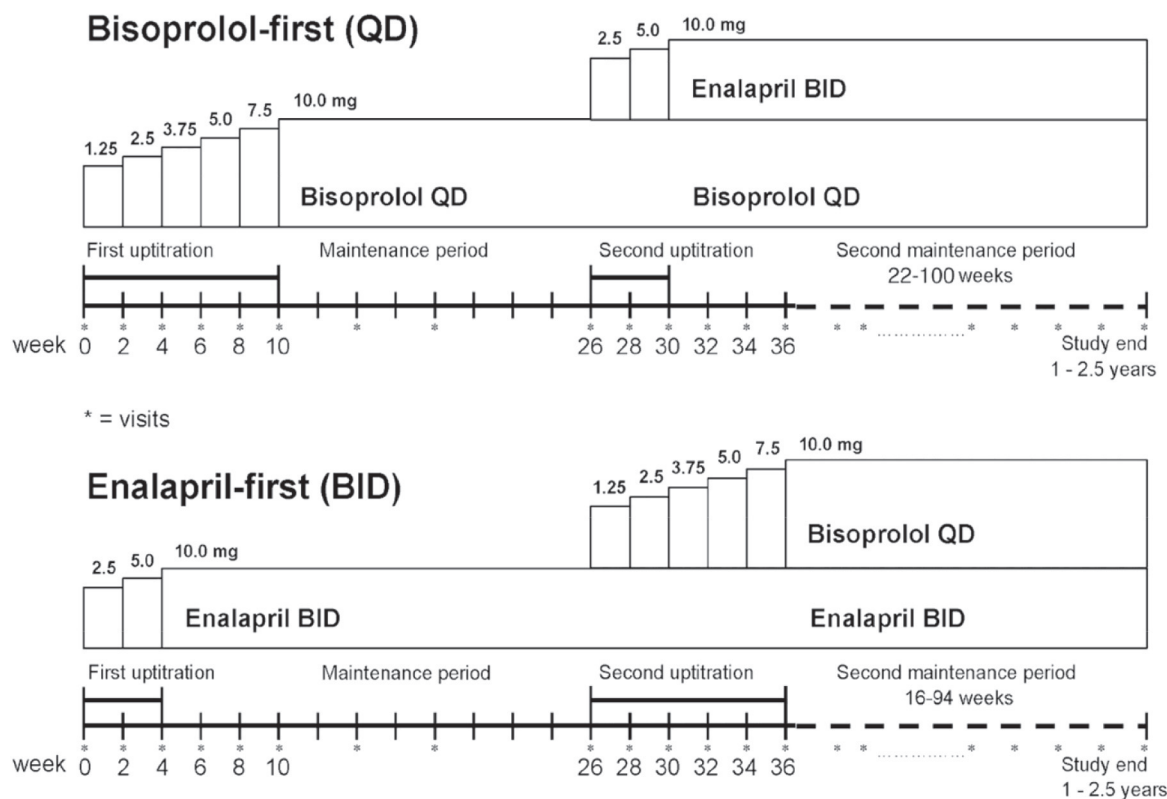 Bisoprolol-first (QD)
2.5 5.0 10.0 mg
Enalapril BID
1.25 2.5 3.75 5.0 7.5 10.0 mg
Bisoprolol QD Bisoprolol QD
First uptitration Maintenance period Second uptitration Second maintenance period
22-100 weeks
* * * * * * * * * * * * * * * * * * * * *
week 0 2 4 6 8 10 26 28 30 32 34 36 Study end
1 - 2.5 years
* = visits
Enalapril-first (BID)
1.25 2.5 3.75 5.0 7.5 10.0 mg
Bisoprolol QD
2.5 5.0 10.0 mg
Enalapril BID Enalapril BID
First uptitration Maintenance period Second uptitration Second maintenance period
16-94 weeks
* * * * * * * * * * * * * * * * * * * * *
week 0 2 4 6 8 10 26 28 30 32 34 36 Study end
1 - 2.5 years